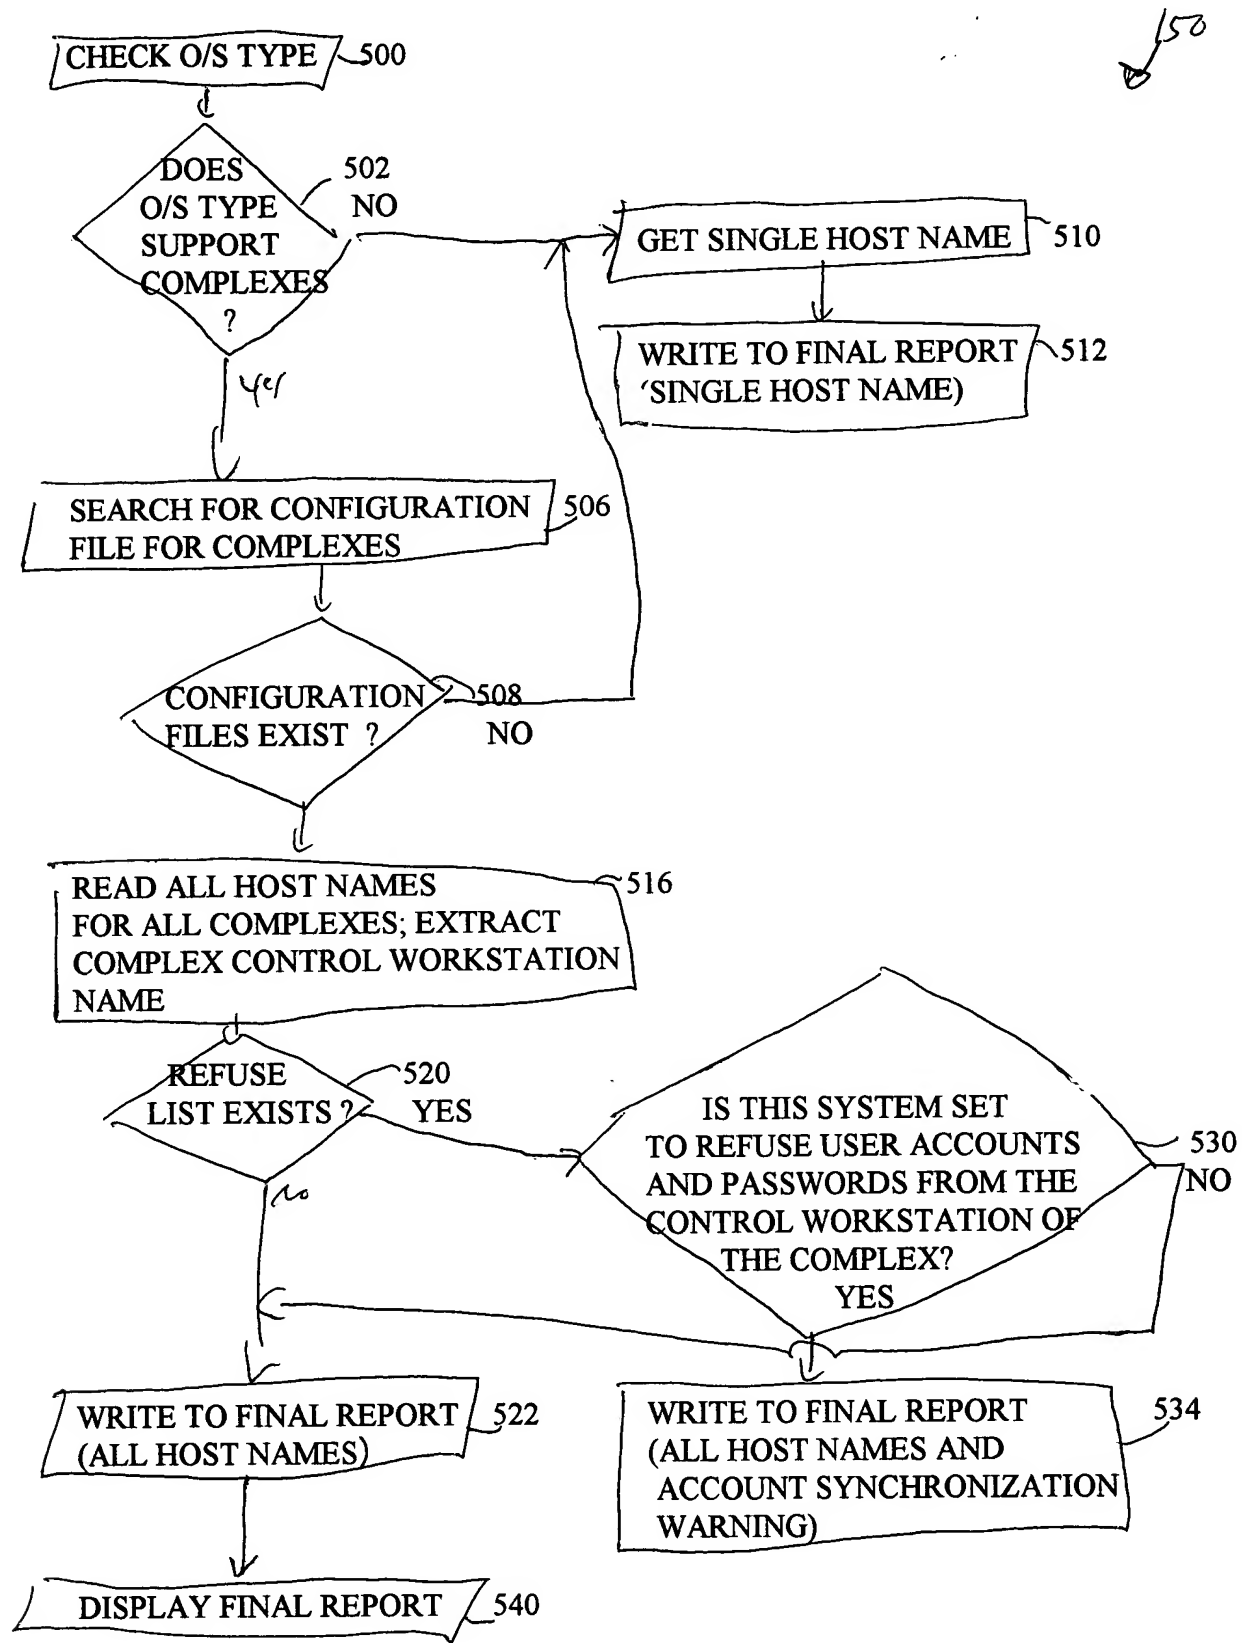 150
CHECK O/S TYPE
500
DOES
O/S TYPE
SUPPORT
COMPLEXES
?
502
NO
GET SINGLE HOST NAME
510
WRITE TO FINAL REPORT
'SINGLE HOST NAME)
512
yes
SEARCH FOR CONFIGURATION
FILE FOR COMPLEXES
506
CONFIGURATION
FILES EXIST ?
508
NO
READ ALL HOST NAMES
FOR ALL COMPLEXES; EXTRACT
COMPLEX CONTROL WORKSTATION
NAME
516
REFUSE
LIST EXISTS ?
520
YES
IS THIS SYSTEM SET
TO REFUSE USER ACCOUNTS
AND PASSWORDS FROM THE
CONTROL WORKSTATION OF
THE COMPLEX?
YES
530
NO
no
WRITE TO FINAL REPORT
(ALL HOST NAMES)
522
WRITE TO FINAL REPORT
(ALL HOST NAMES AND
ACCOUNT SYNCHRONIZATION
WARNING)
534
DISPLAY FINAL REPORT
540